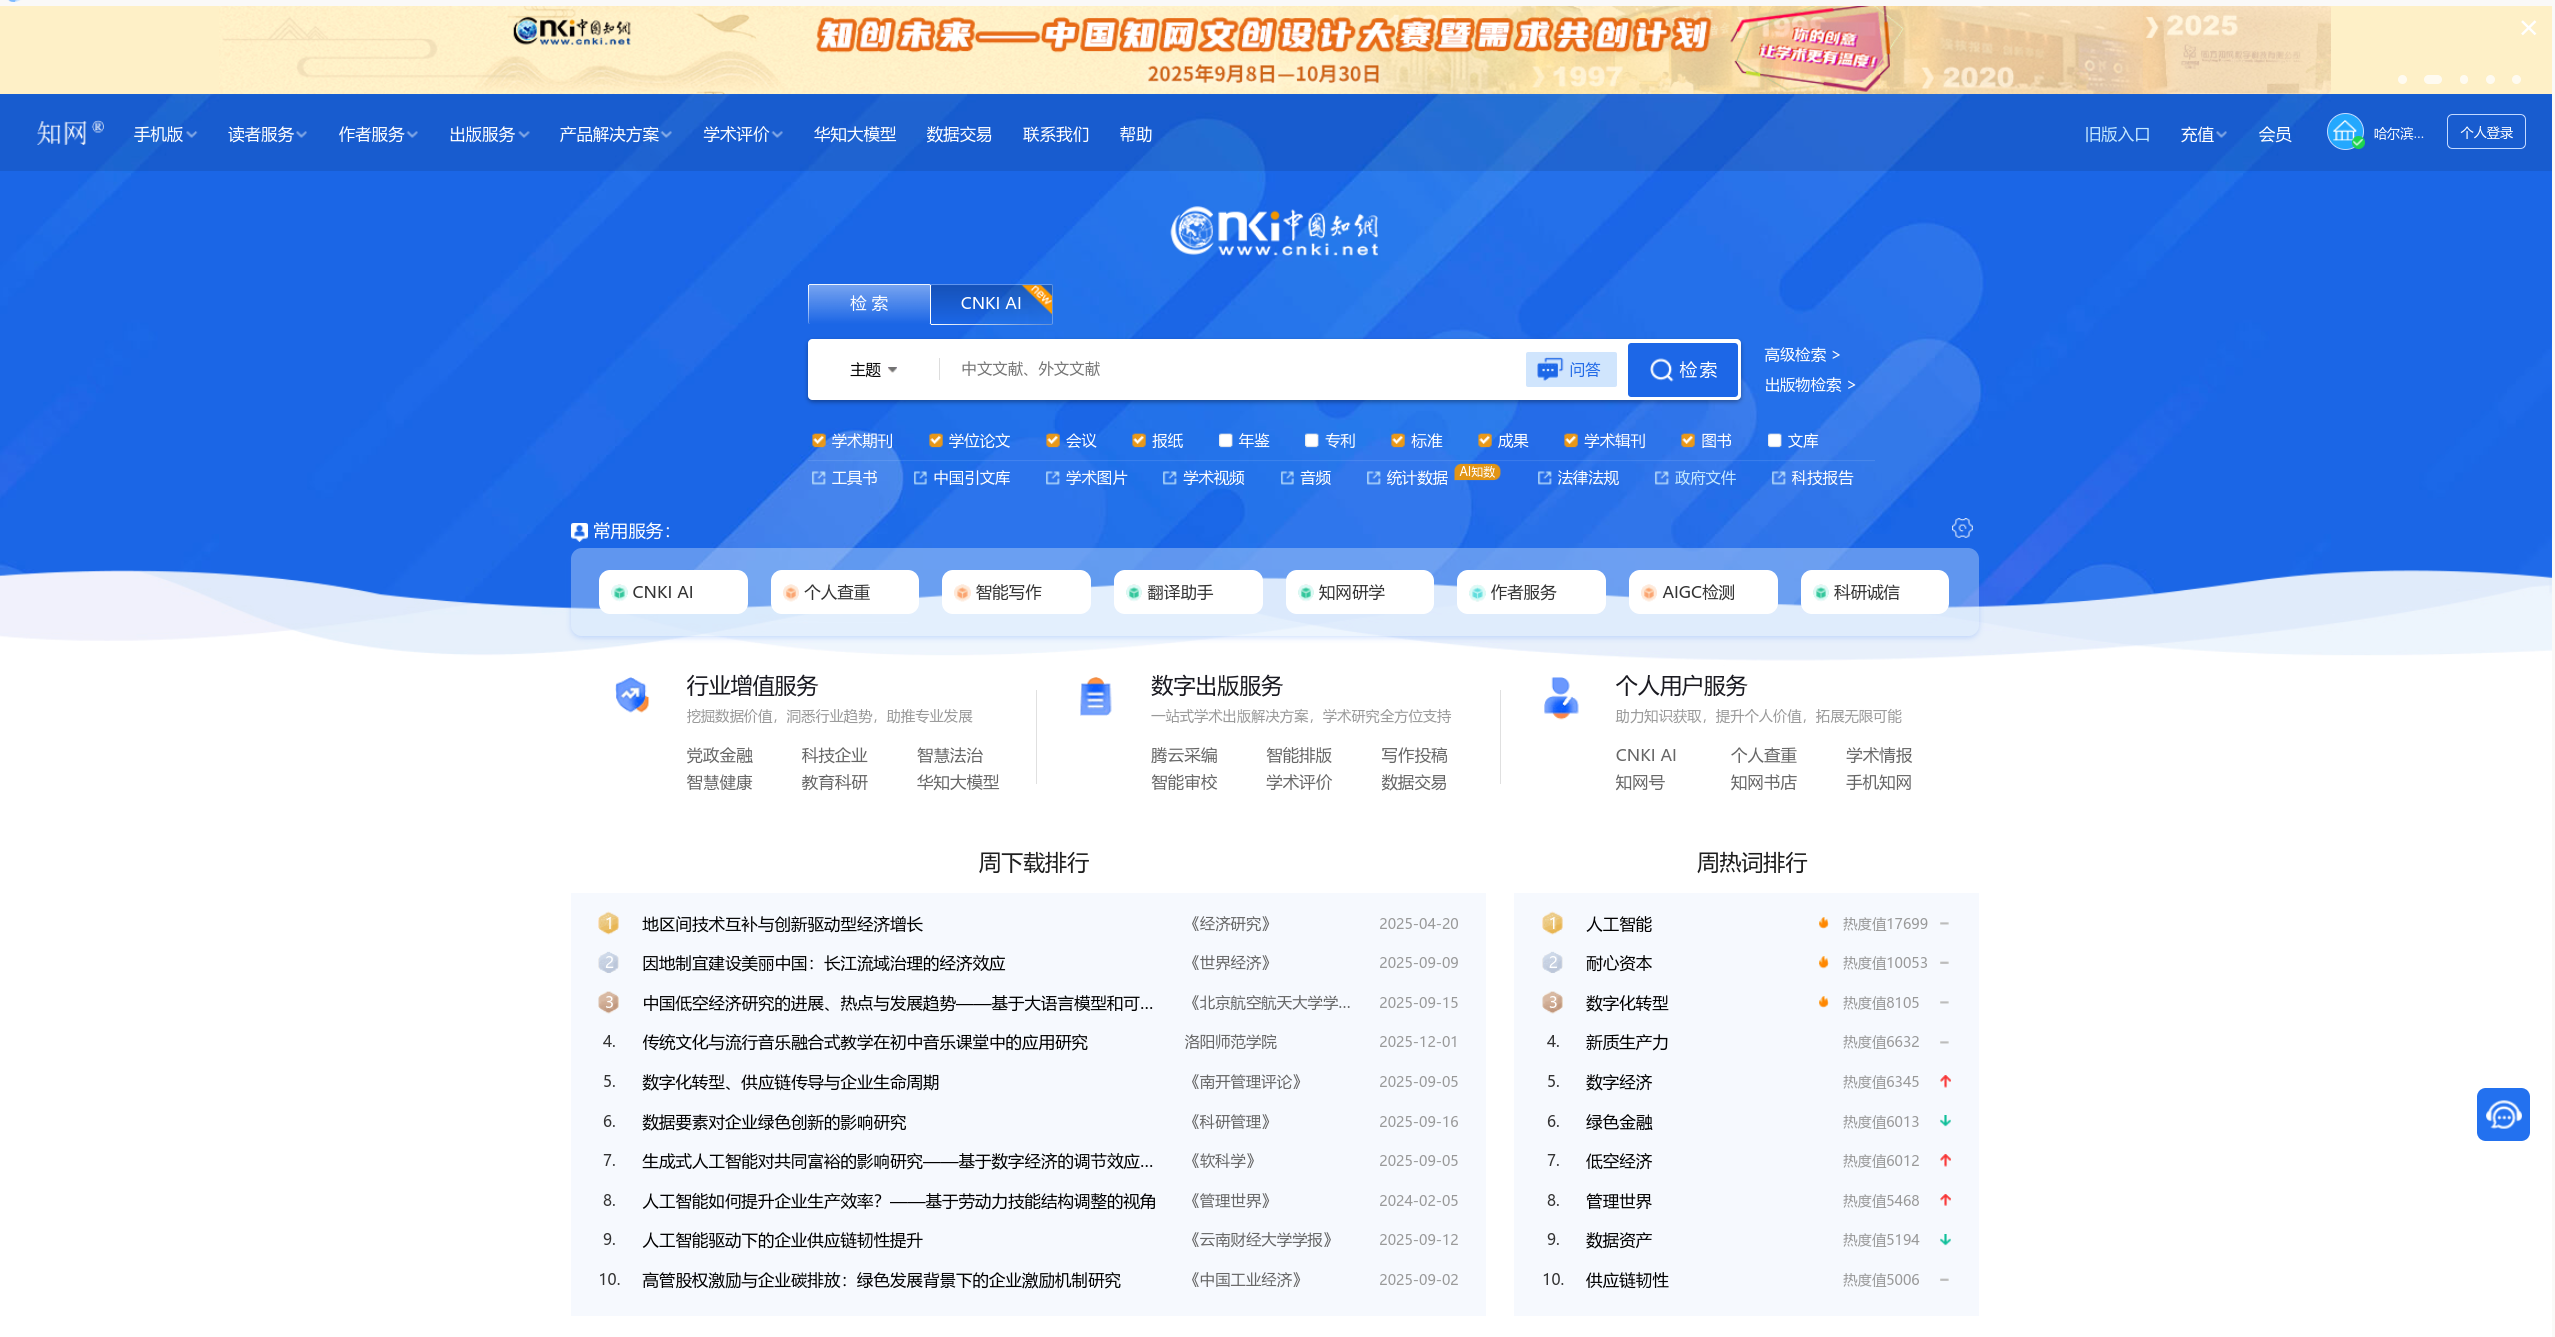 cnki中国知網
www.cnki.net
知创未来——中国知网文创设计大赛暨需求共创计划
2025年9月8日—10月30日
你的创意
让学术更有温度!
1997
2020
2025
知网®
手机版 读者服务 作者服务 出版服务 产品解决方案 学术评价 华知大模型 数据交易 联系我们 帮助
旧版入口 充值 会员 哈尔滨... 个人登录
cnki中国知網
www.cnki.net
检 索 CNKI AI new
主题 中文文献、外文文献 问答 检索
高级检索 >
出版物检索 >
学术期刊 学位论文 会议 报纸 年鉴 专利 标准 成果 学术辑刊 图书 文库
工具书 中国引文库 学术图片 学术视频 音频 统计数据 AI知数 法律法规 政府文件 科技报告
常用服务：
CNKI AI 个人查重 智能写作 翻译助手 知网研学 作者服务 AIGC检测 科研诚信
行业增值服务
挖掘数据价值，洞悉行业趋势，助推专业发展
党政金融 科技企业 智慧法治
智慧健康 教育科研 华知大模型
数字出版服务
一站式学术出版解决方案，学术研究全方位支持
腾云采编 智能排版 写作投稿
智能审校 学术评价 数据交易
个人用户服务
助力知识获取，提升个人价值，拓展无限可能
CNKI AI 个人查重 学术情报
知网号 知网书店 手机知网
周下载排行
1 地区间技术互补与创新驱动型经济增长 《经济研究》 2025-04-20
2 因地制宜建设美丽中国：长江流域治理的经济效应 《世界经济》 2025-09-09
3 中国低空经济研究的进展、热点与发展趋势——基于大语言模型和可... 《北京航空航天大学学... 2025-09-15
4. 传统文化与流行音乐融合式教学在初中音乐课堂中的应用研究 洛阳师范学院 2025-12-01
5. 数字化转型、供应链传导与企业生命周期 《南开管理评论》 2025-09-05
6. 数据要素对企业绿色创新的影响研究 《科研管理》 2025-09-16
7. 生成式人工智能对共同富裕的影响研究——基于数字经济的调节效应... 《软科学》 2025-09-05
8. 人工智能如何提升企业生产效率？——基于劳动力技能结构调整的视角 《管理世界》 2024-02-05
9. 人工智能驱动下的企业供应链韧性提升 《云南财经大学学报》 2025-09-12
10. 高管股权激励与企业碳排放：绿色发展背景下的企业激励机制研究 《中国工业经济》 2025-09-02
周热词排行
1 人工智能 热度值17699
2 耐心资本 热度值10053
3 数字化转型 热度值8105
4. 新质生产力 热度值6632
5. 数字经济 热度值6345
6. 绿色金融 热度值6013
7. 低空经济 热度值6012
8. 管理世界 热度值5468
9. 数据资产 热度值5194
10. 供应链韧性 热度值5006